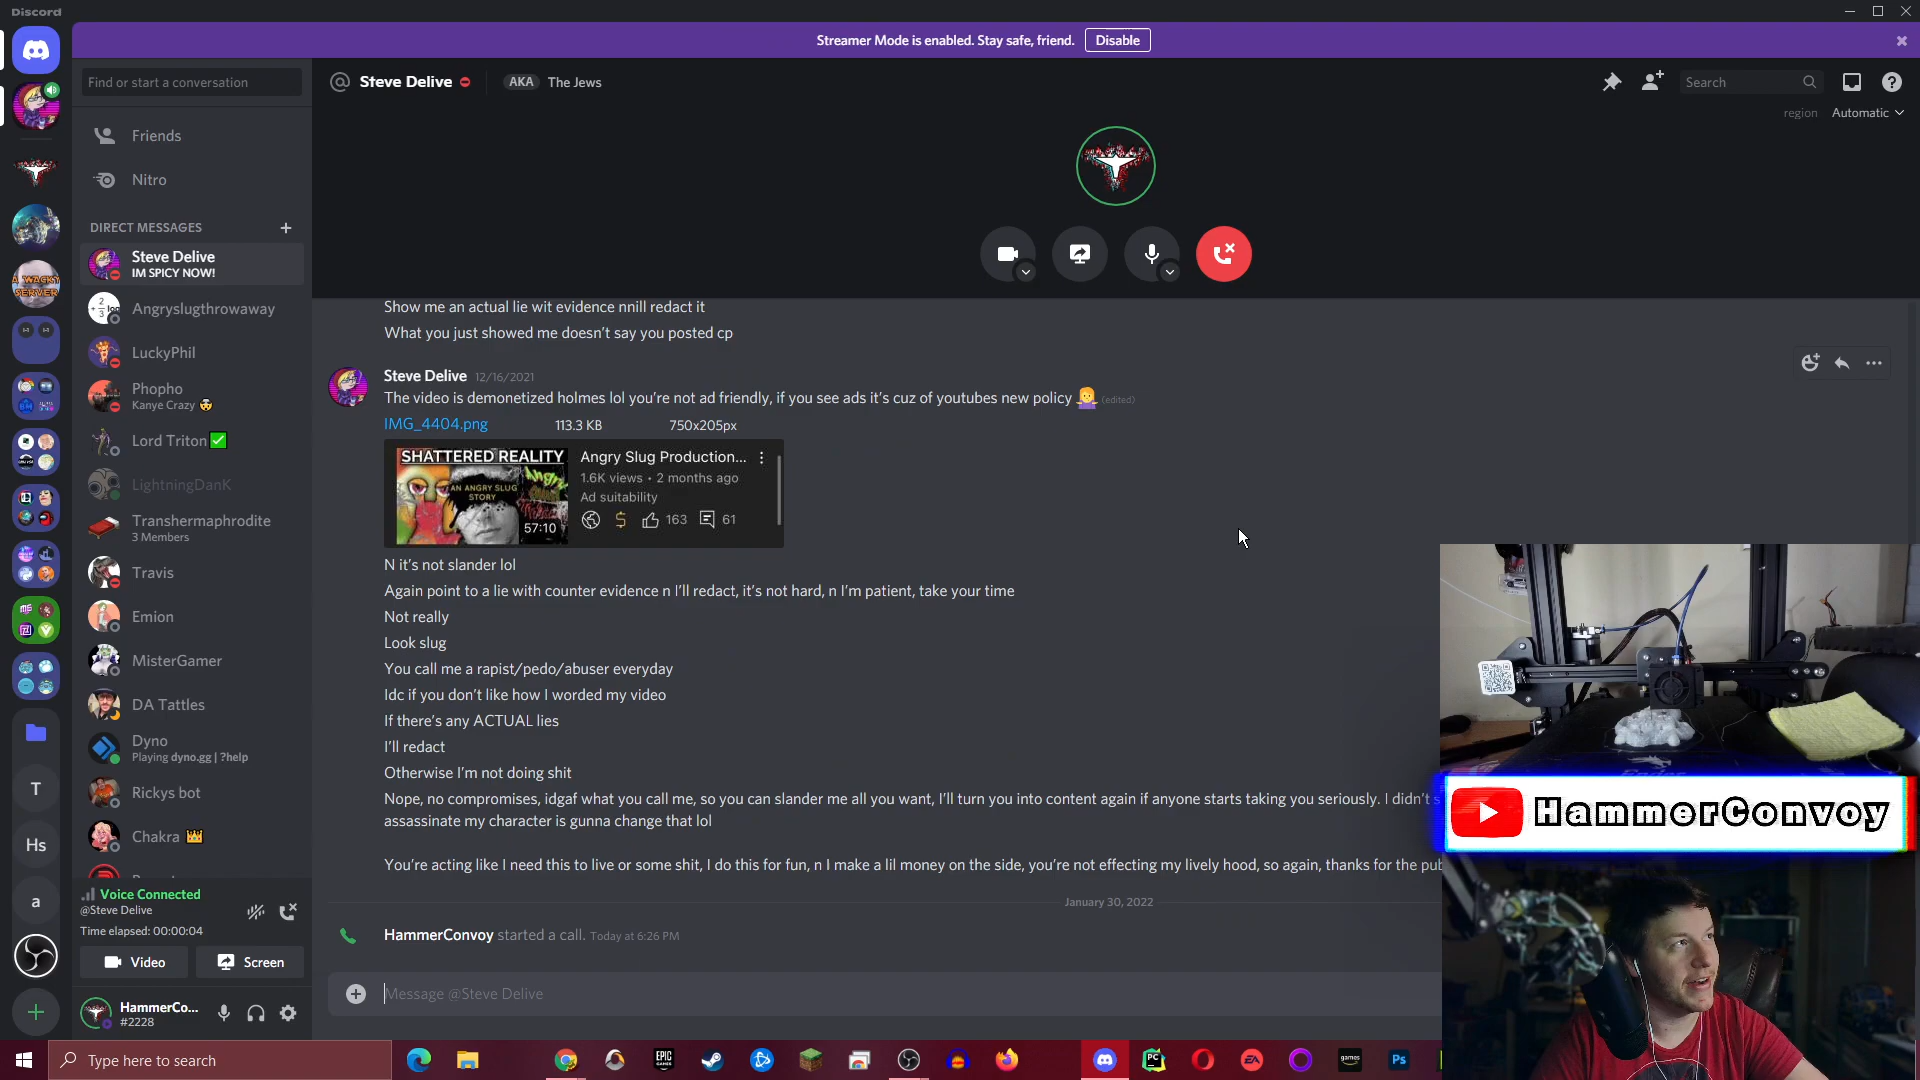 Discord
Streamer Mode is enabled. Stay safe, friend. Disable
Find or start a conversation
Steve Delive AKA The Jews
Search
region Automatic
Friends
Nitro
DIRECT MESSAGES
Steve Delive
IM SPICY NOW!
Angryslugthrowaway
LuckyPhil
Phopho
Kanye Crazy
Lord Triton
LightningDanK
Transhermaphrodite
3 Members
Travis
Emion
MisterGamer
DA Tattles
Dyno
Playing dyno.gg | ?help
Rickys bot
Chakra
Voice Connected
@Steve Delive
Time elapsed: 00:00:04
Video
Screen
HammerCo...
#2228
A WACKY
SERVER
T
Hs
a
Show me an actual lie wit evidence nnill redact it
What you just showed me doesn't say you posted cp
Steve Delive 12/16/2021
The video is demonetized holmes lol you're not ad friendly, if you see ads it's cuz of youtubes new policy (edited)
IMG_4404.png 113.3 KB 750x205px
SHATTERED REALITY
AN ANGRY SLUG
STORY
57:10
Angry Slug Production...
1.6K views • 2 months ago
Ad suitability
163 61
N it's not slander lol
Again point to a lie with counter evidence n I'll redact, it's not hard, n I'm patient, take your time
Not really
Look slug
You call me a rapist/pedo/abuser everyday
Idc if you don't like how I worded my video
If there's any ACTUAL lies
I'll redact
Otherwise I'm not doing shit
Nope, no compromises, idgaf what you call me, so you can slander me all you want, I'll turn you into content again if anyone starts taking you seriously. I didn't
assassinate my character is gunna change that lol
You're acting like I need this to live or some shit, I do this for fun, n I make a lil money on the side, you're not effecting my lively hood, so again, thanks for the
January 30, 2022
HammerConvoy started a call. Today at 6:26 PM
Message @Steve Delive
HammerConvoy
Type here to search
EPIC
GAMES
PC
EA
games
Ps